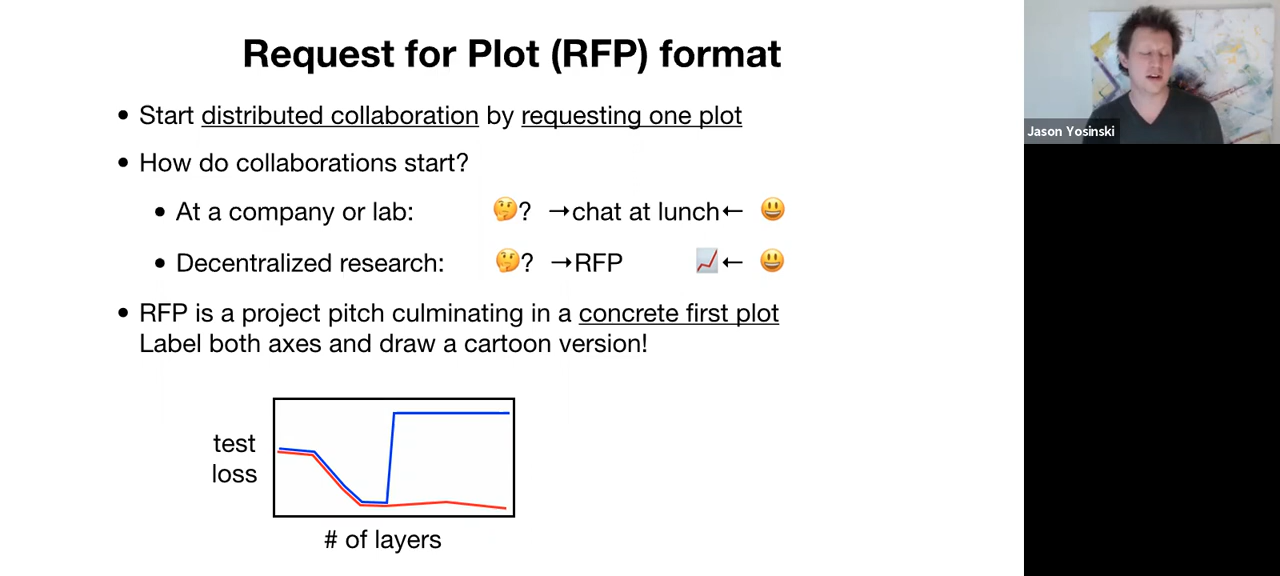 Request for Plot (RFP) format
Jason Yosinski
• Start distributed collaboration by requesting one plot
• How do collaborations start?
• At a company or lab: 🤔? →chat at lunch← 😃
• Decentralized research: 🤔? →RFP 📈← 😃
• RFP is a project pitch culminating in a concrete first plot
Label both axes and draw a cartoon version!
test
loss
# of layers